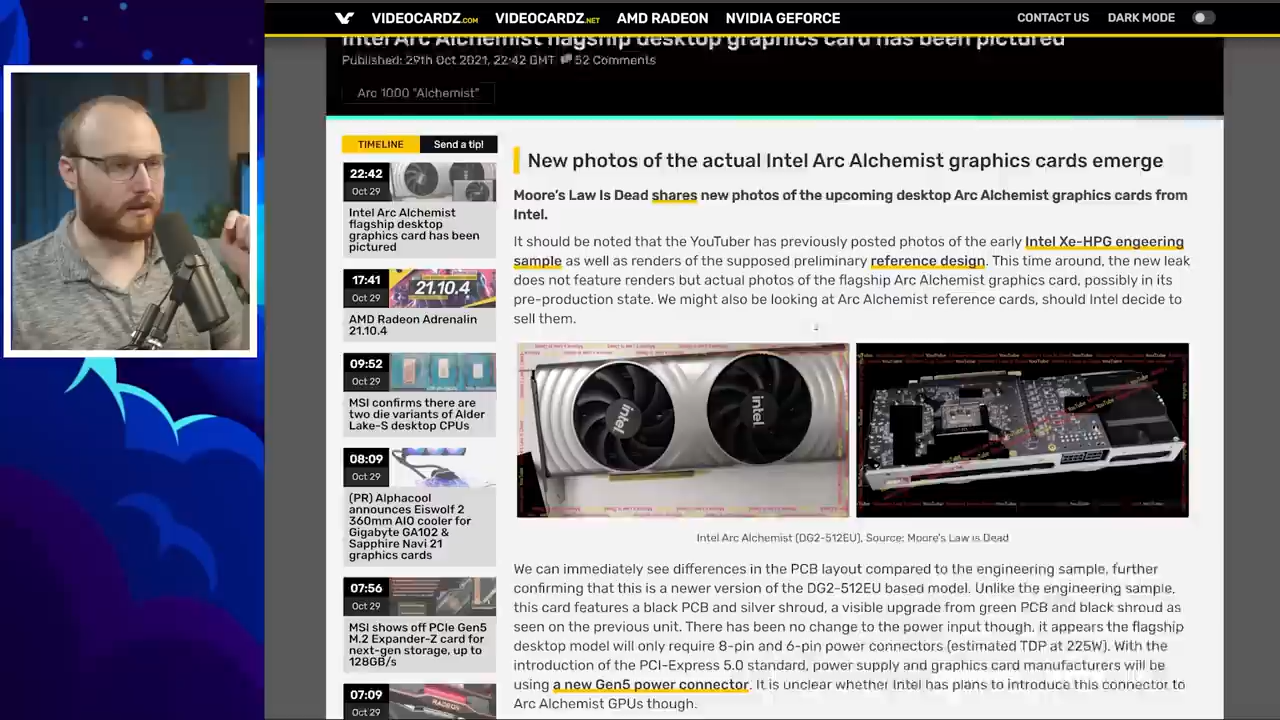 VIDEOCARDZ.COM
VIDEOCARDZ.NET
AMD RADEON
NVIDIA GEFORCE
CONTACT US
DARK MODE
Intel Arc Alchemist flagship desktop graphics card has been pictured
Published: 29th Oct 2021, 22:42 GMT 52 Comments
Arc 1000 "Alchemist"
TIMELINE
Send a tip!
22:42
Oct 29
Intel Arc Alchemist
flagship desktop
graphics card has been
pictured
17:41
Oct 29
21.10.4
AMD Radeon Adrenalin
21.10.4
09:52
Oct 29
MSI confirms there are
two die variants of Alder
Lake-S desktop CPUs
08:09
Oct 29
(PR) Alphacool
announces Eiswolf 2
360mm AIO cooler for
Gigabyte GA102 &
Sapphire Navi 21
graphics cards
07:56
Oct 29
MSI shows off PCIe Gen5
M.2 Expander-Z card for
next-gen storage, up to
128GB/s
07:09
Oct 29
RADEON
New photos of the actual Intel Arc Alchemist graphics cards emerge
Moore's Law Is Dead shares new photos of the upcoming desktop Arc Alchemist graphics cards from
Intel.
It should be noted that the YouTuber has previously posted photos of the early Intel Xe-HPG engeering
sample as well as renders of the supposed preliminary reference design. This time around, the new leak
does not feature renders but actual photos of the flagship Arc Alchemist graphics card, possibly in its
pre-production state. We might also be looking at Arc Alchemist reference cards, should Intel decide to
sell them.
intel
intel
Intel Arc Alchemist (DG2-512EU), Source: Moore's Law is Dead
We can immediately see differences in the PCB layout compared to the engineering sample, further
confirming that this is a newer version of the DG2-512EU based model. Unlike the engineering sample,
this card features a black PCB and silver shroud, a visible upgrade from green PCB and black shroud as
seen on the previous unit. There has been no change to the power input though, it appears the flagship
desktop model will only require 8-pin and 6-pin power connectors (estimated TDP at 225W). With the
introduction of the PCI-Express 5.0 standard, power supply and graphics card manufacturers will be
using a new Gen5 power connector. It is unclear whether Intel has plans to introduce this connector to
Arc Alchemist GPUs though.